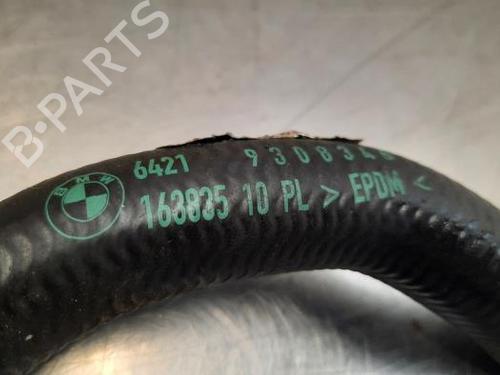 B-PARTS
BMW
6421
163835 10 PL > EPDM <